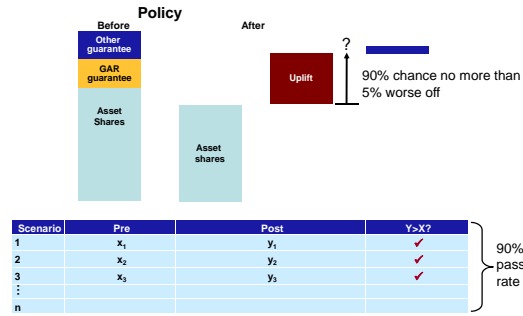 Policy
Before
After
Other
guarantee
GAR
guarantee
Asset
Shares
Asset
shares
Uplift
?
90% chance no more than
5% worse off
Scenario Pre Post Y>X?
1 x₁ y₁ ✓
2 x₂ y₂ ✓
3 x₃ y₃ ✓
⋮
n
90%
pass
rate